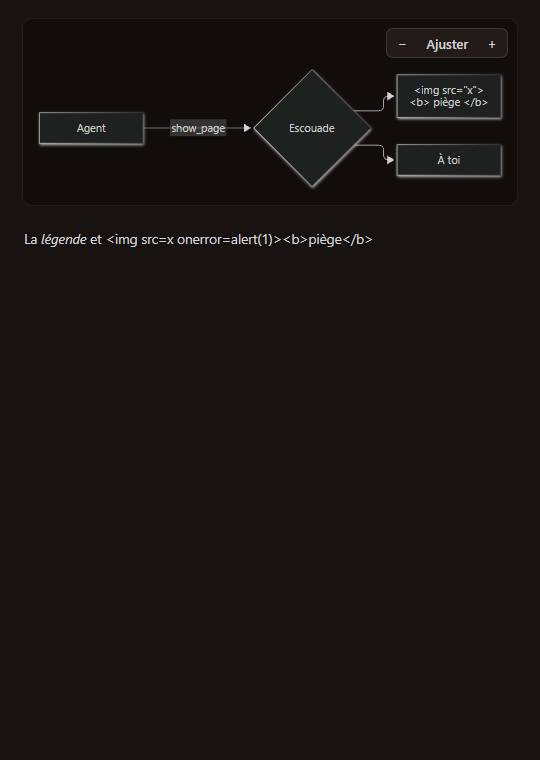 − Ajuster +
Agent
show_page
Escouade
<img src="x">
<b> piège </b>
À toi
La légende et <img src=x onerror=alert(1)><b>piège</b>